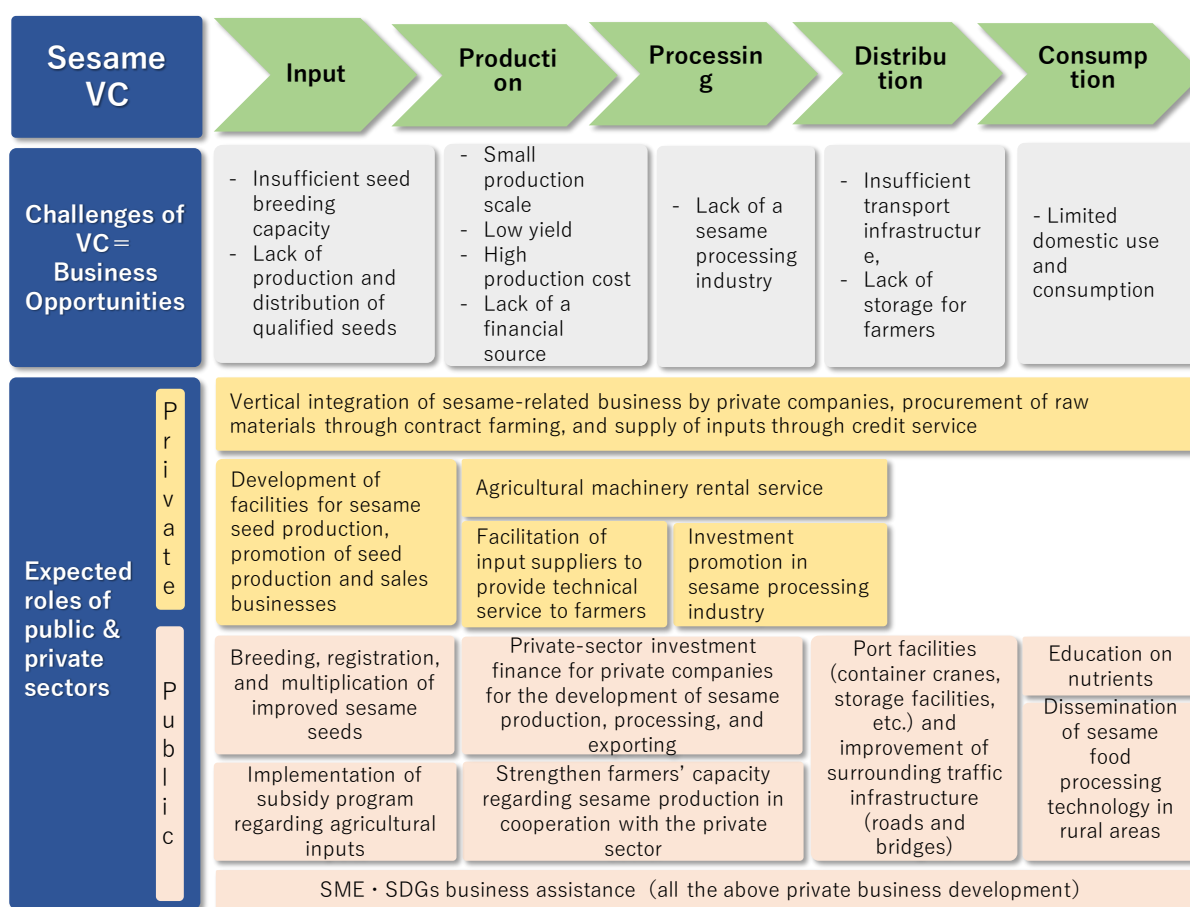 Sesame
VC
Input
Producti
on
Processin
g
Distribu
tion
Consump
tion
Challenges of
VC＝
Business
Opportunities
- Insufficient seed
breeding
capacity
- Lack of
production and
distribution of
qualified seeds
- Small
production
scale
- Low yield
- High
production cost
- Lack of a
financial
source
- Lack of a
sesame
processing
industry
- Insufficient
transport
infrastructur
e,
- Lack of
storage for
farmers
- Limited
domestic use
and
consumption
Expected
roles of
public &
private
sectors
P
r
i
v
a
t
e
Vertical integration of sesame-related business by private companies, procurement of raw
materials through contract farming, and supply of inputs through credit service
Development of
facilities for sesame
seed production,
promotion of seed
production and sales
businesses
Agricultural machinery rental service
Facilitation of
input suppliers to
provide technical
service to farmers
Investment
promotion in
sesame processing
industry
P
u
b
l
i
c
Breeding, registration,
and multiplication of
improved sesame
seeds
Private-sector investment
finance for private companies
for the development of sesame
production, processing, and
exporting
Port facilities
(container cranes,
storage facilities,
etc.) and
improvement of
surrounding traffic
infrastructure
(roads and
bridges)
Education on
nutrients
Dissemination
of sesame
food
processing
technology in
rural areas
Implementation of
subsidy program
regarding agricultural
inputs
Strengthen farmers' capacity
regarding sesame production in
cooperation with the private
sector
SME・SDGs business assistance（all the above private business development）